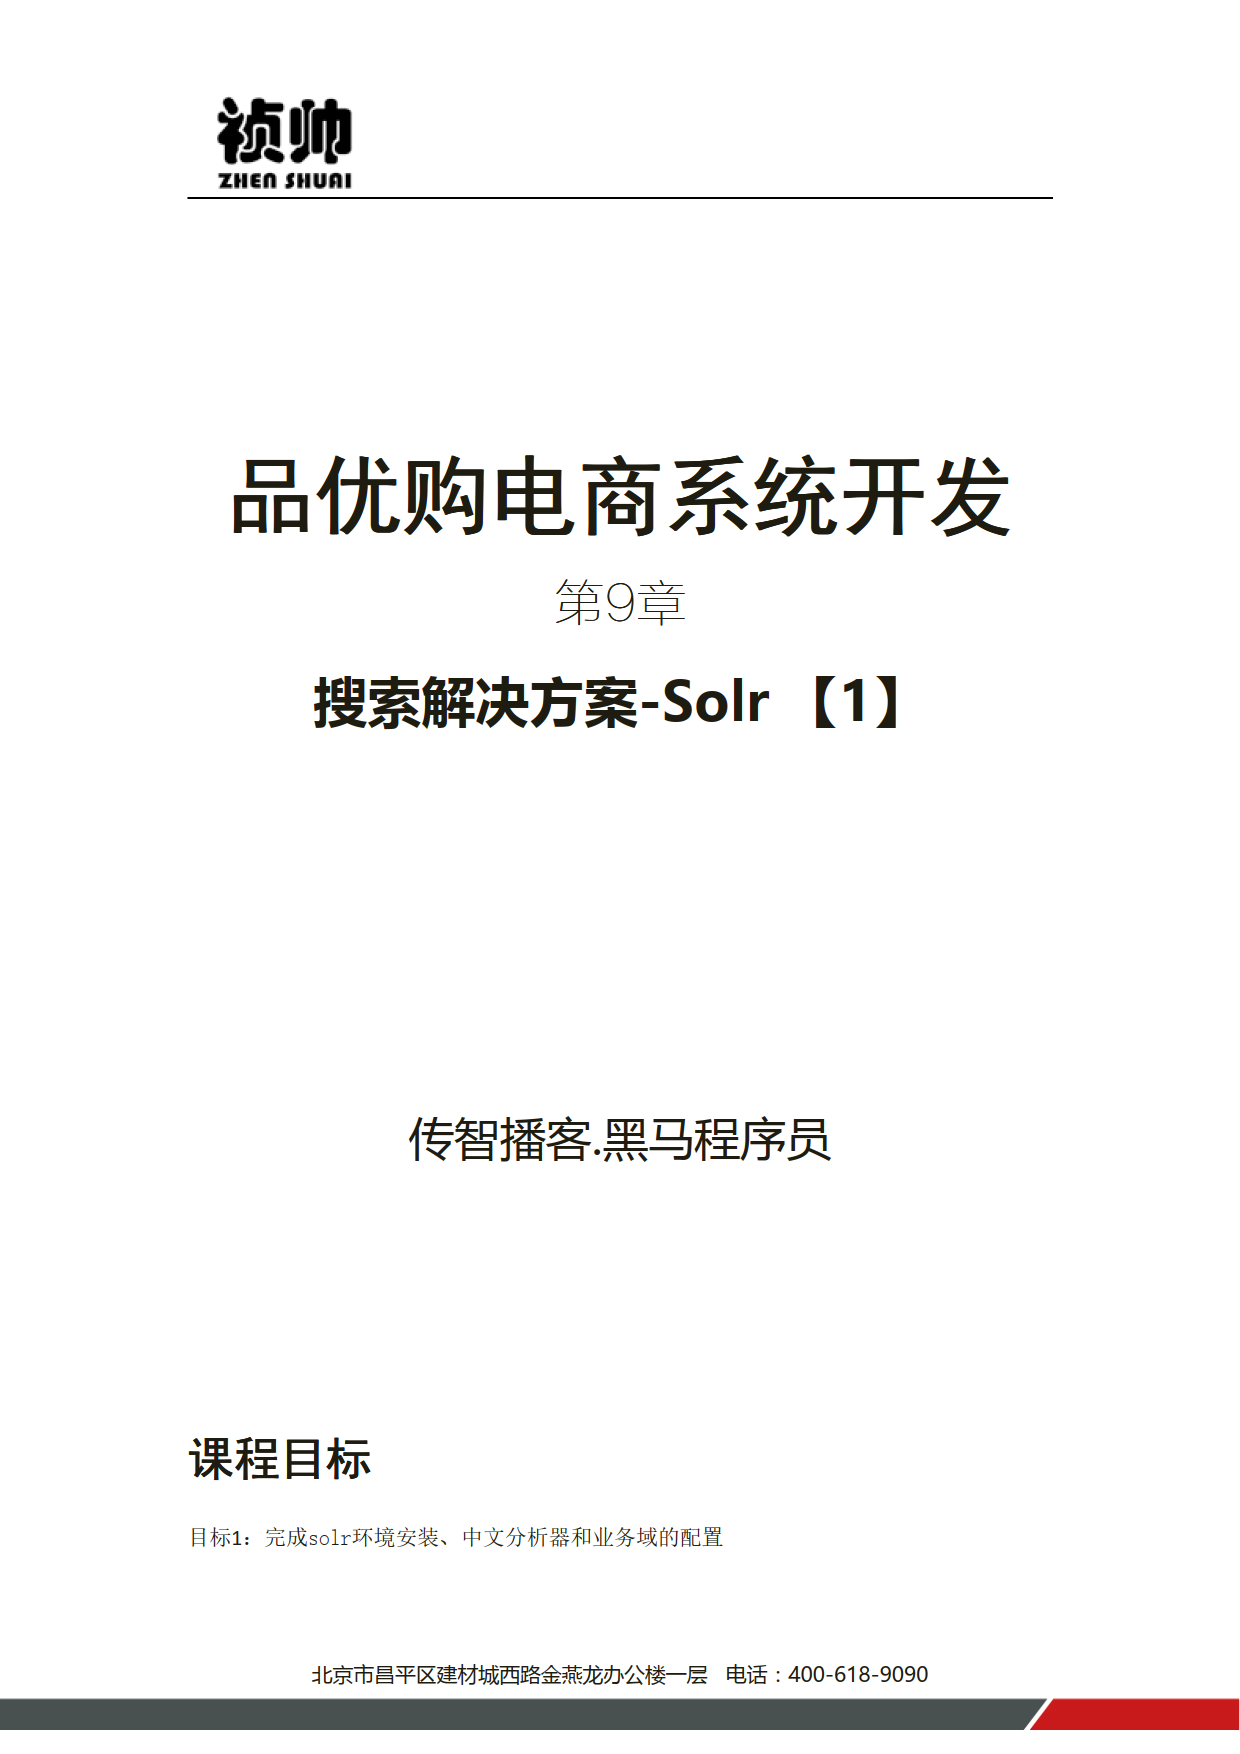 祯帅
ZHEN SHUAI
品优购电商系统开发
第9章
搜索解决方案-Solr【1】
传智播客.黑马程序员
课程目标
目标1：完成solr环境安装、中文分析器和业务域的配置
北京市昌平区建材城西路金燕龙办公楼一层 电话：400-618-9090